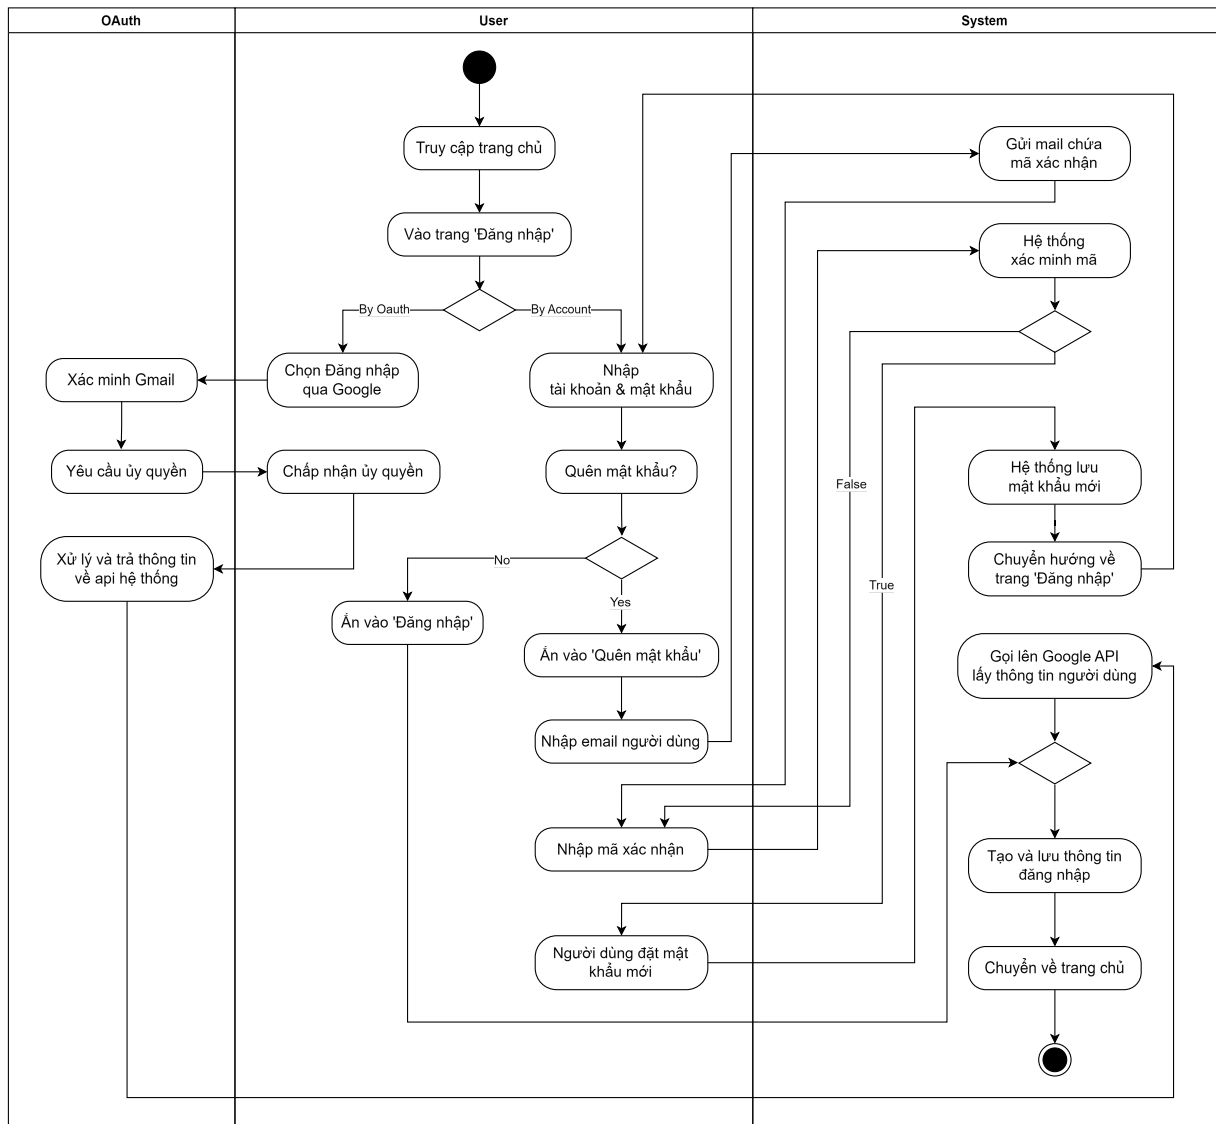 OAuth
User
System
Truy cập trang chủ
Gửi mail chứa
mã xác nhận
Vào trang 'Đăng nhập'
Hệ thống
xác minh mã
By Oauth
By Account
Xác minh Gmail
Chọn Đăng nhập
qua Google
Nhập
tài khoản & mật khẩu
Yêu cầu ủy quyền
Chấp nhận ủy quyền
Quên mật khẩu?
False
Hệ thống lưu
mật khẩu mới
Xử lý và trả thông tin
về api hệ thống
No
Chuyển hướng về
trang 'Đăng nhập'
True
Yes
Ấn vào 'Đăng nhập'
Ấn vào 'Quên mật khẩu'
Gọi lên Google API
lấy thông tin người dùng
Nhập email người dùng
Nhập mã xác nhận
Tạo và lưu thông tin
đăng nhập
Người dùng đặt mật
khẩu mới
Chuyển về trang chủ